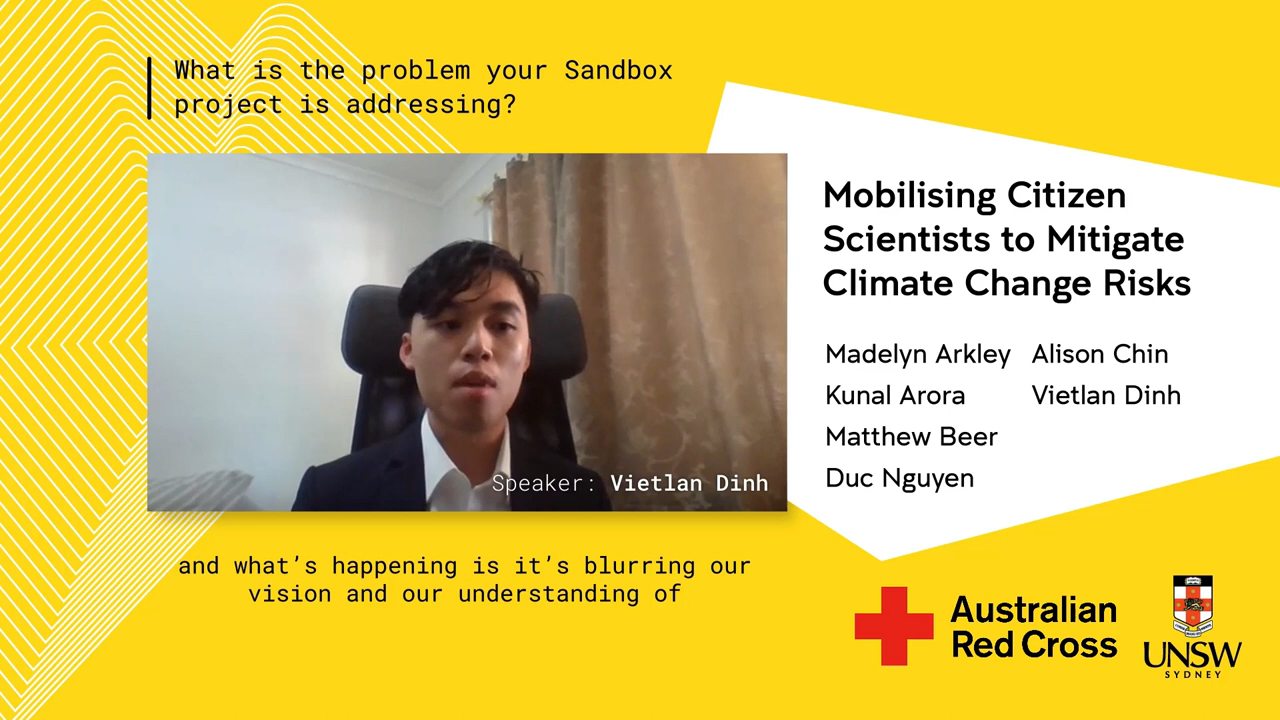 What is the problem your Sandbox
project is addressing?
Speaker: Vietlan Dinh
and what's happening is it's blurring our
vision and our understanding of
Mobilising Citizen
Scientists to Mitigate
Climate Change Risks
Madelyn Arkley Alison Chin
Kunal Arora Vietlan Dinh
Matthew Beer
Duc Nguyen
Australian
Red Cross
UNSW
SYDNEY